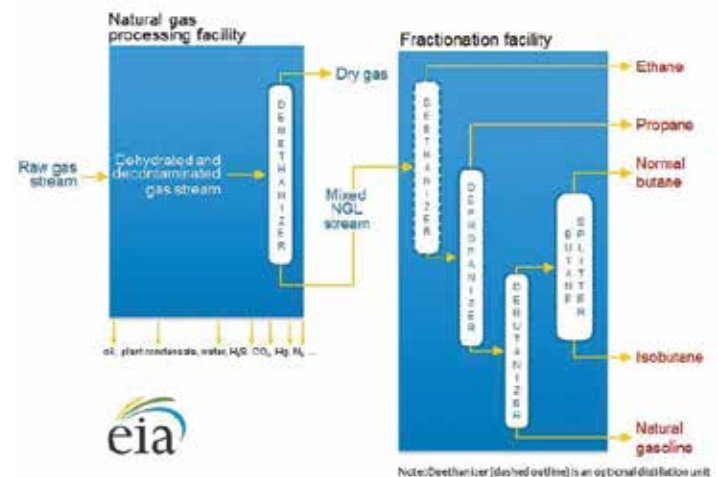 Natural gas
processing facility
Fractionation facility
Dry gas
Ethane
Propane
Normal
butane
Raw gas
stream
Dehydrated and
decontaminated
gas stream
DEMETHANIZER
Mixed
NGL
stream
DEETHANIZER
DEPROPANIZER
DEBUTANIZER
BUTANE
SPLITTER
Isobutane
Natural
gasoline
oil, plant condensate, water, H₂S, CO₂, Hg, N₂ ...
eia
Note: Deethanizer (dashed outline) is an optional distillation unit